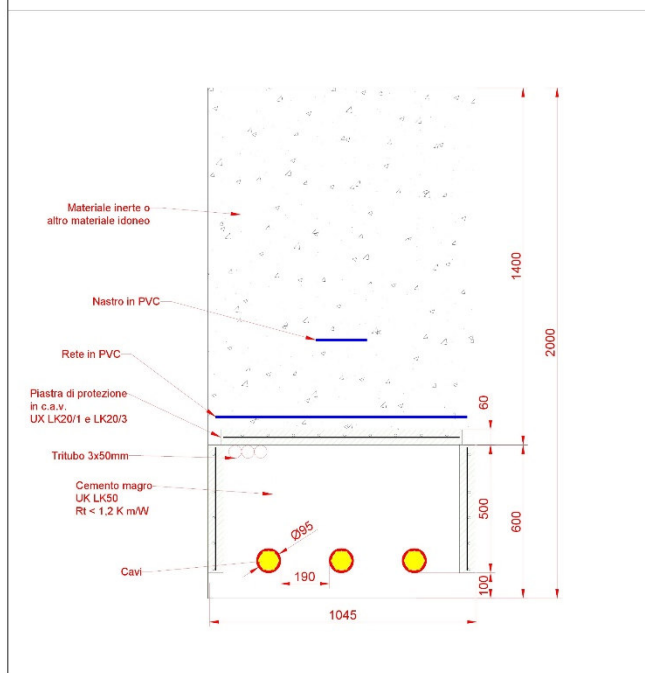 Materiale inerte o
altro materiale idoneo
1400
2000
Nastro in PVC
Rete in PVC
Piastra di protezione
in c.a.v.
UX LK20/1 e LK20/3
60
Tritubo 3x50mm
Cemento magro
UK LK50
Rt < 1,2 K m/W
500
600
Ø95
Cavi
190
100
1045